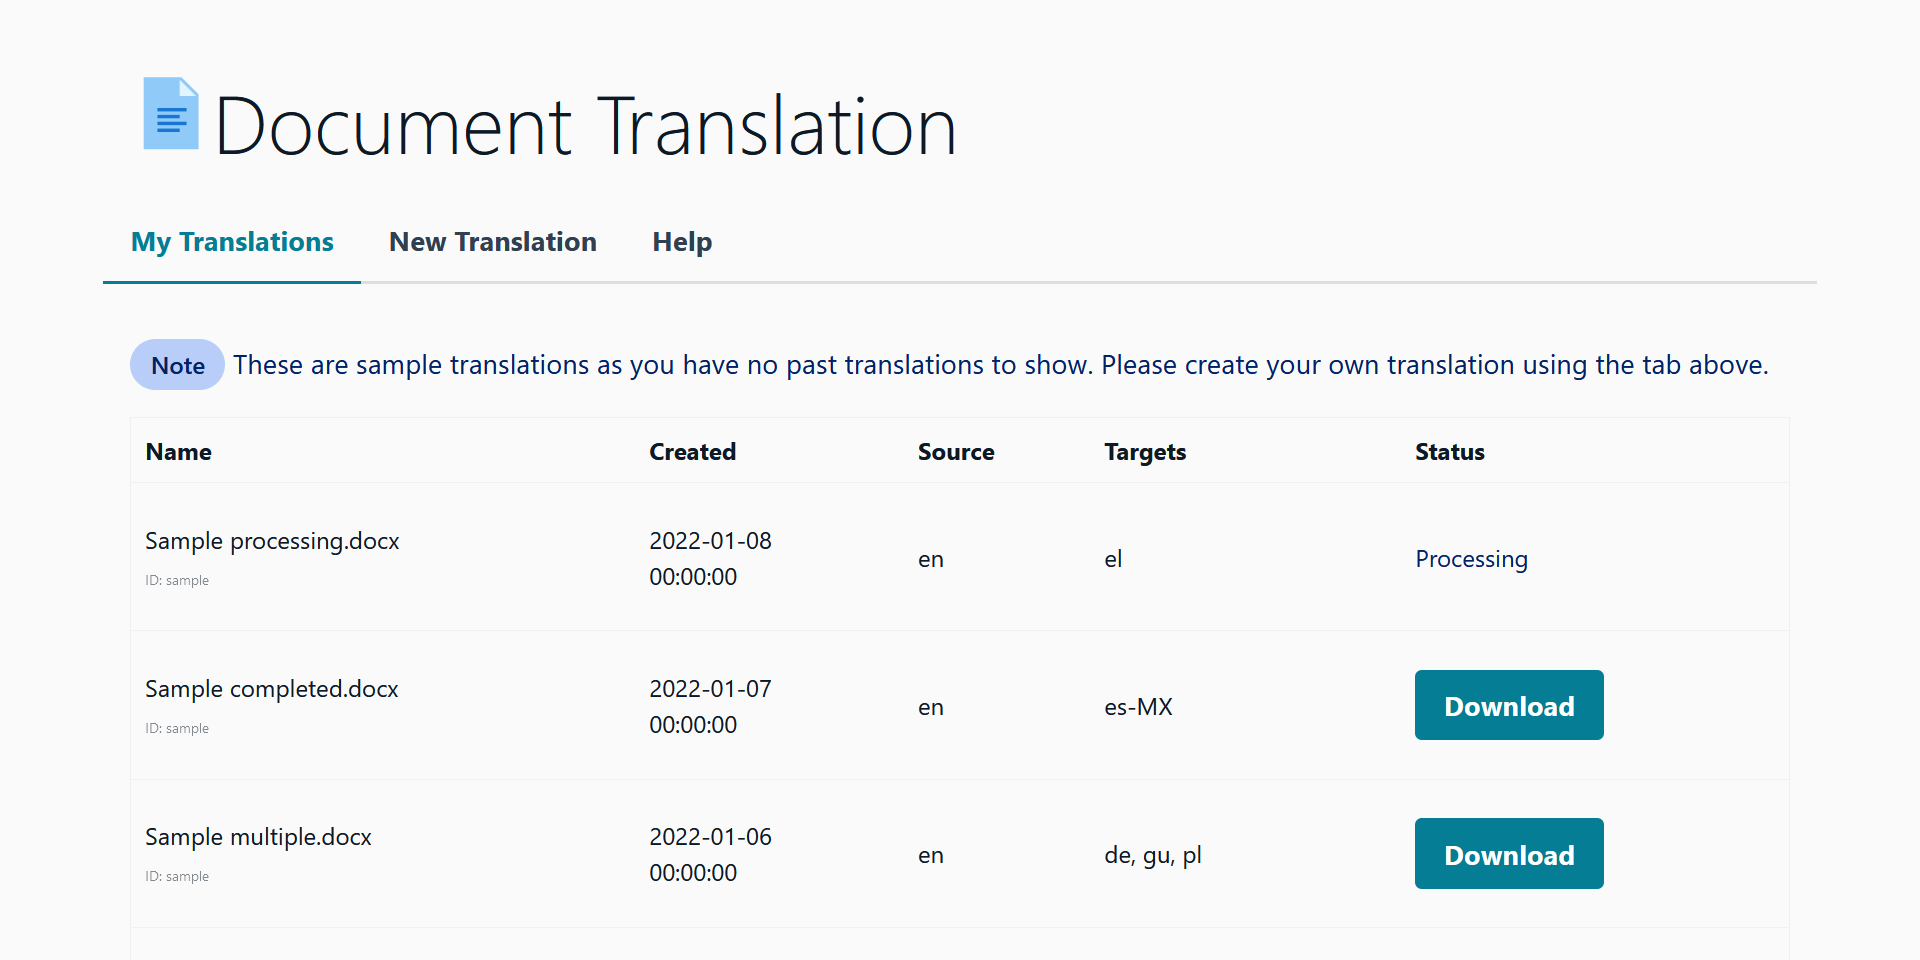 Document Translation
My Translations New Translation Help
Note These are sample translations as you have no past translations to show. Please create your own translation using the tab above.
Name Created Source Targets Status
Sample processing.docx
ID: sample
2022-01-08
00:00:00
en
el
Processing
Sample completed.docx
ID: sample
2022-01-07
00:00:00
en
es-MX
Download
Sample multiple.docx
ID: sample
2022-01-06
00:00:00
en
de, gu, pl
Download